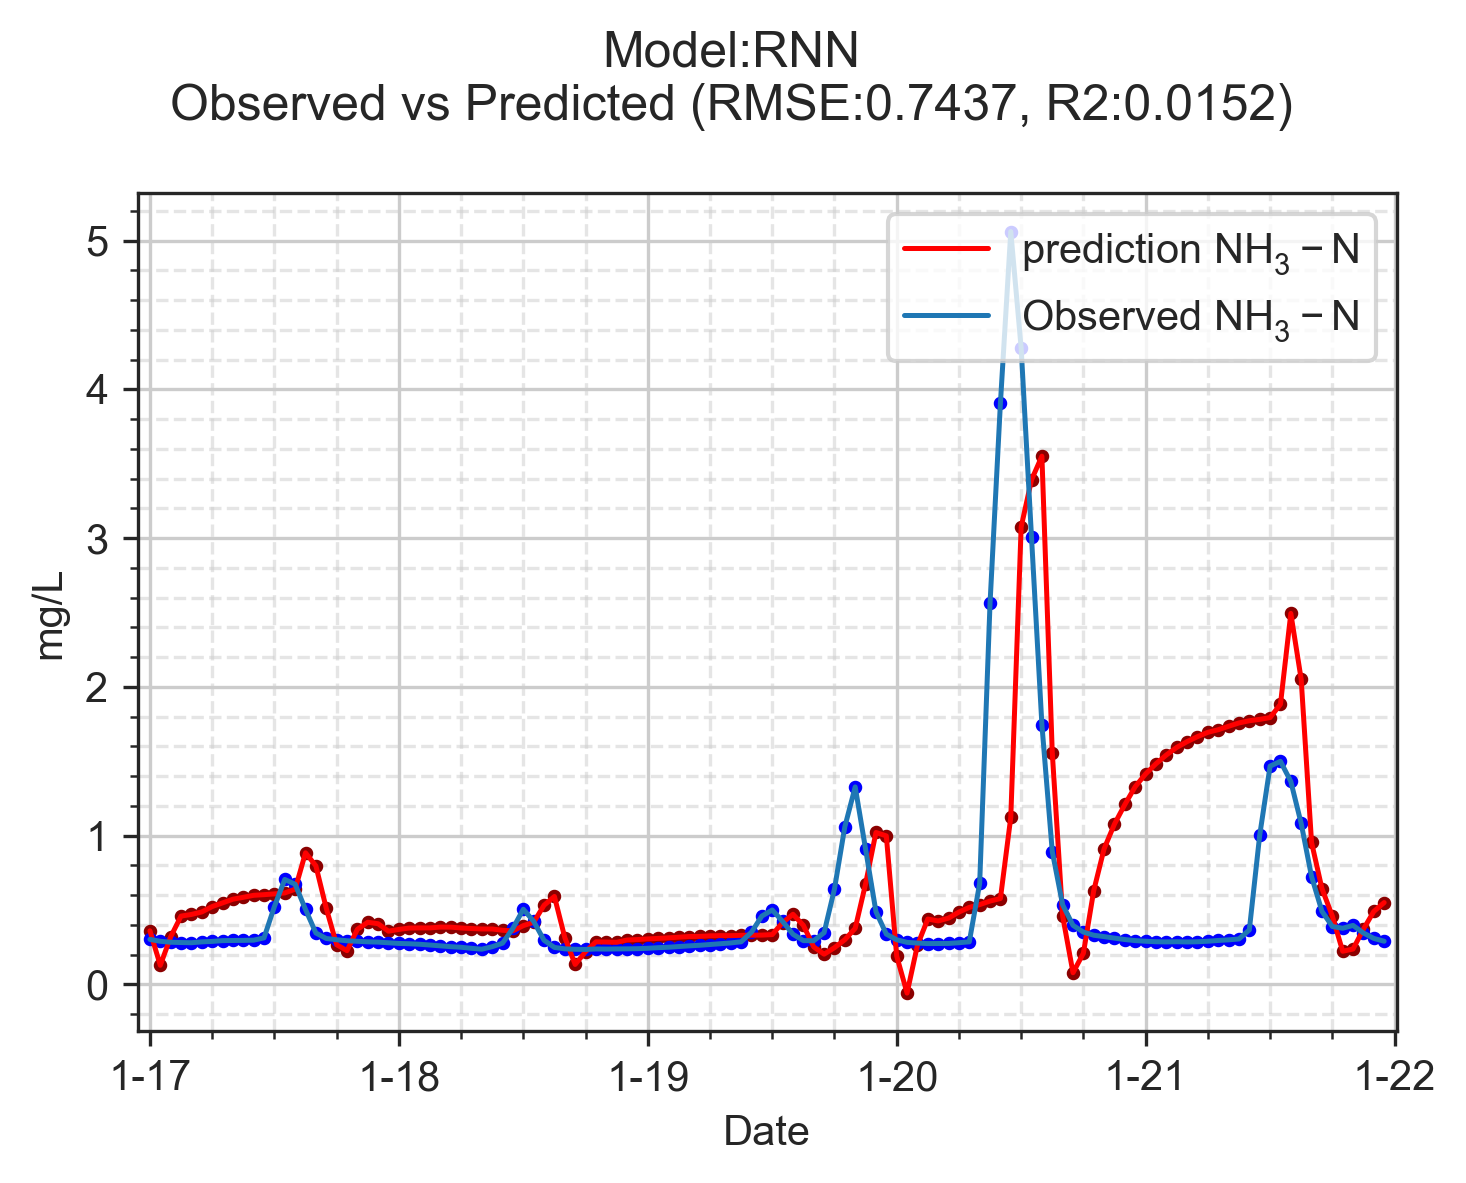 Model:RNN
Observed vs Predicted (RMSE:0.7437, R2:0.0152)
prediction NH₃ − N
Observed NH₃ − N
5
4
3
2
1
0
mg/L
1-17 1-18 1-19 1-20 1-21 1-22
Date